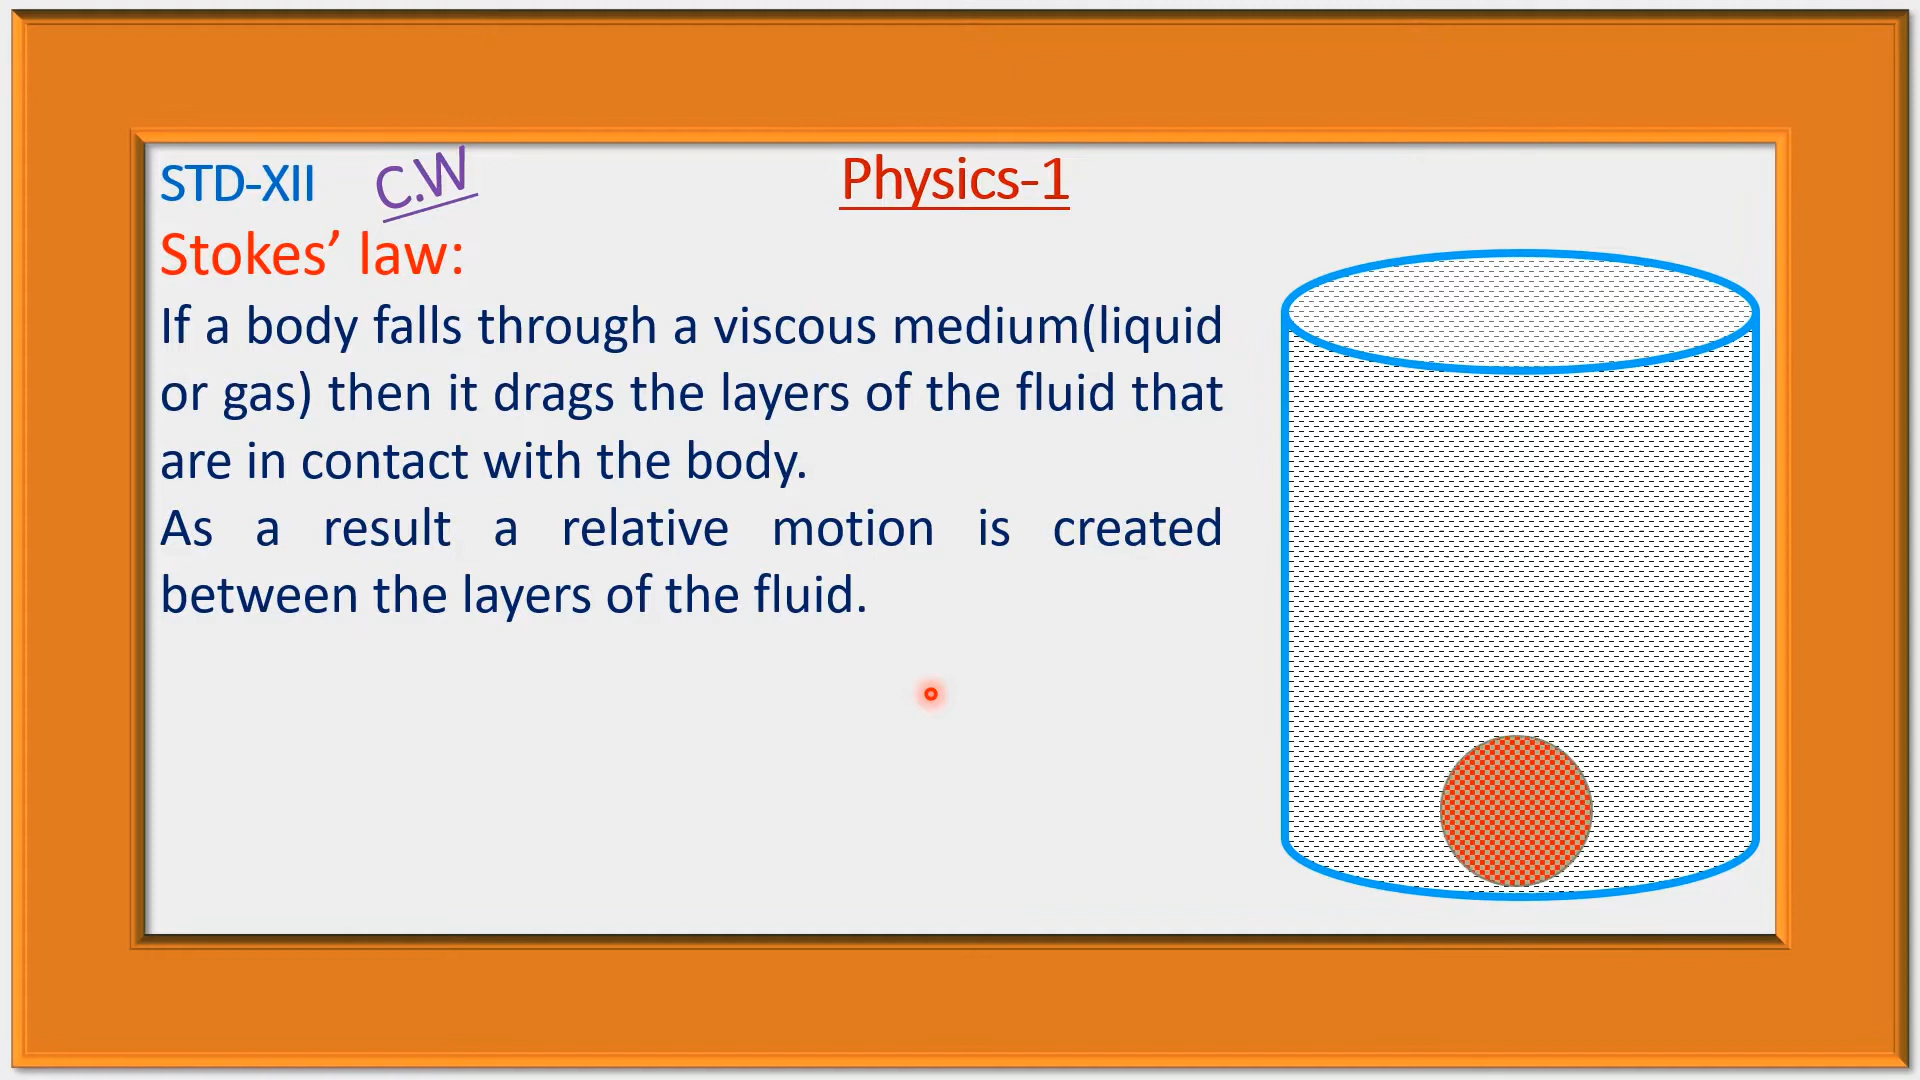 STD-XII C.W Physics-1
Stokes’ law:
If a body falls through a viscous medium(liquid
or gas) then it drags the layers of the fluid that
are in contact with the body.
As a result a relative motion is created
between the layers of the fluid.